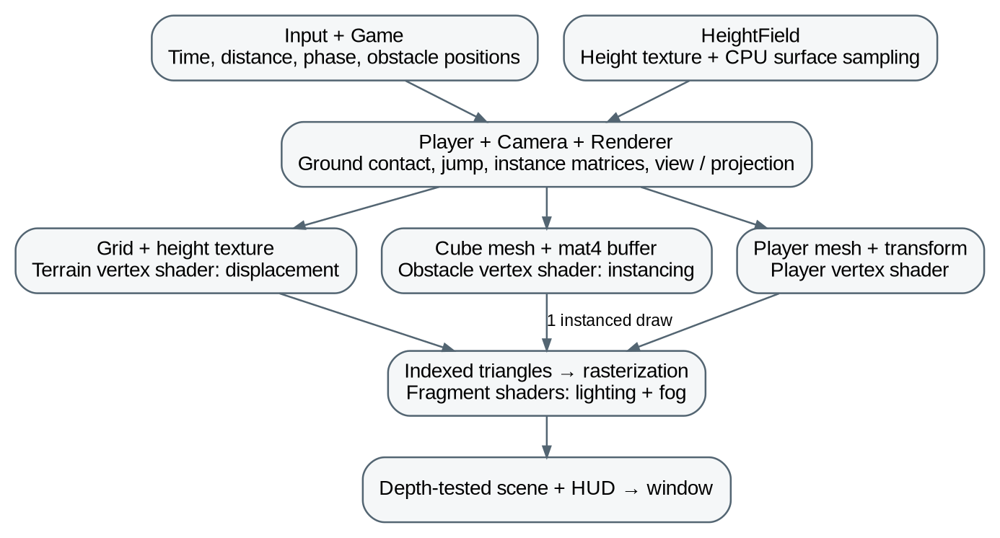 Input + Game
Time, distance, phase, obstacle positions
HeightField
Height texture + CPU surface sampling
Player + Camera + Renderer
Ground contact, jump, instance matrices, view / projection
Grid + height texture
Terrain vertex shader: displacement
Cube mesh + mat4 buffer
Obstacle vertex shader: instancing
Player mesh + transform
Player vertex shader
1 instanced draw
Indexed triangles → rasterization
Fragment shaders: lighting + fog
Depth-tested scene + HUD → window